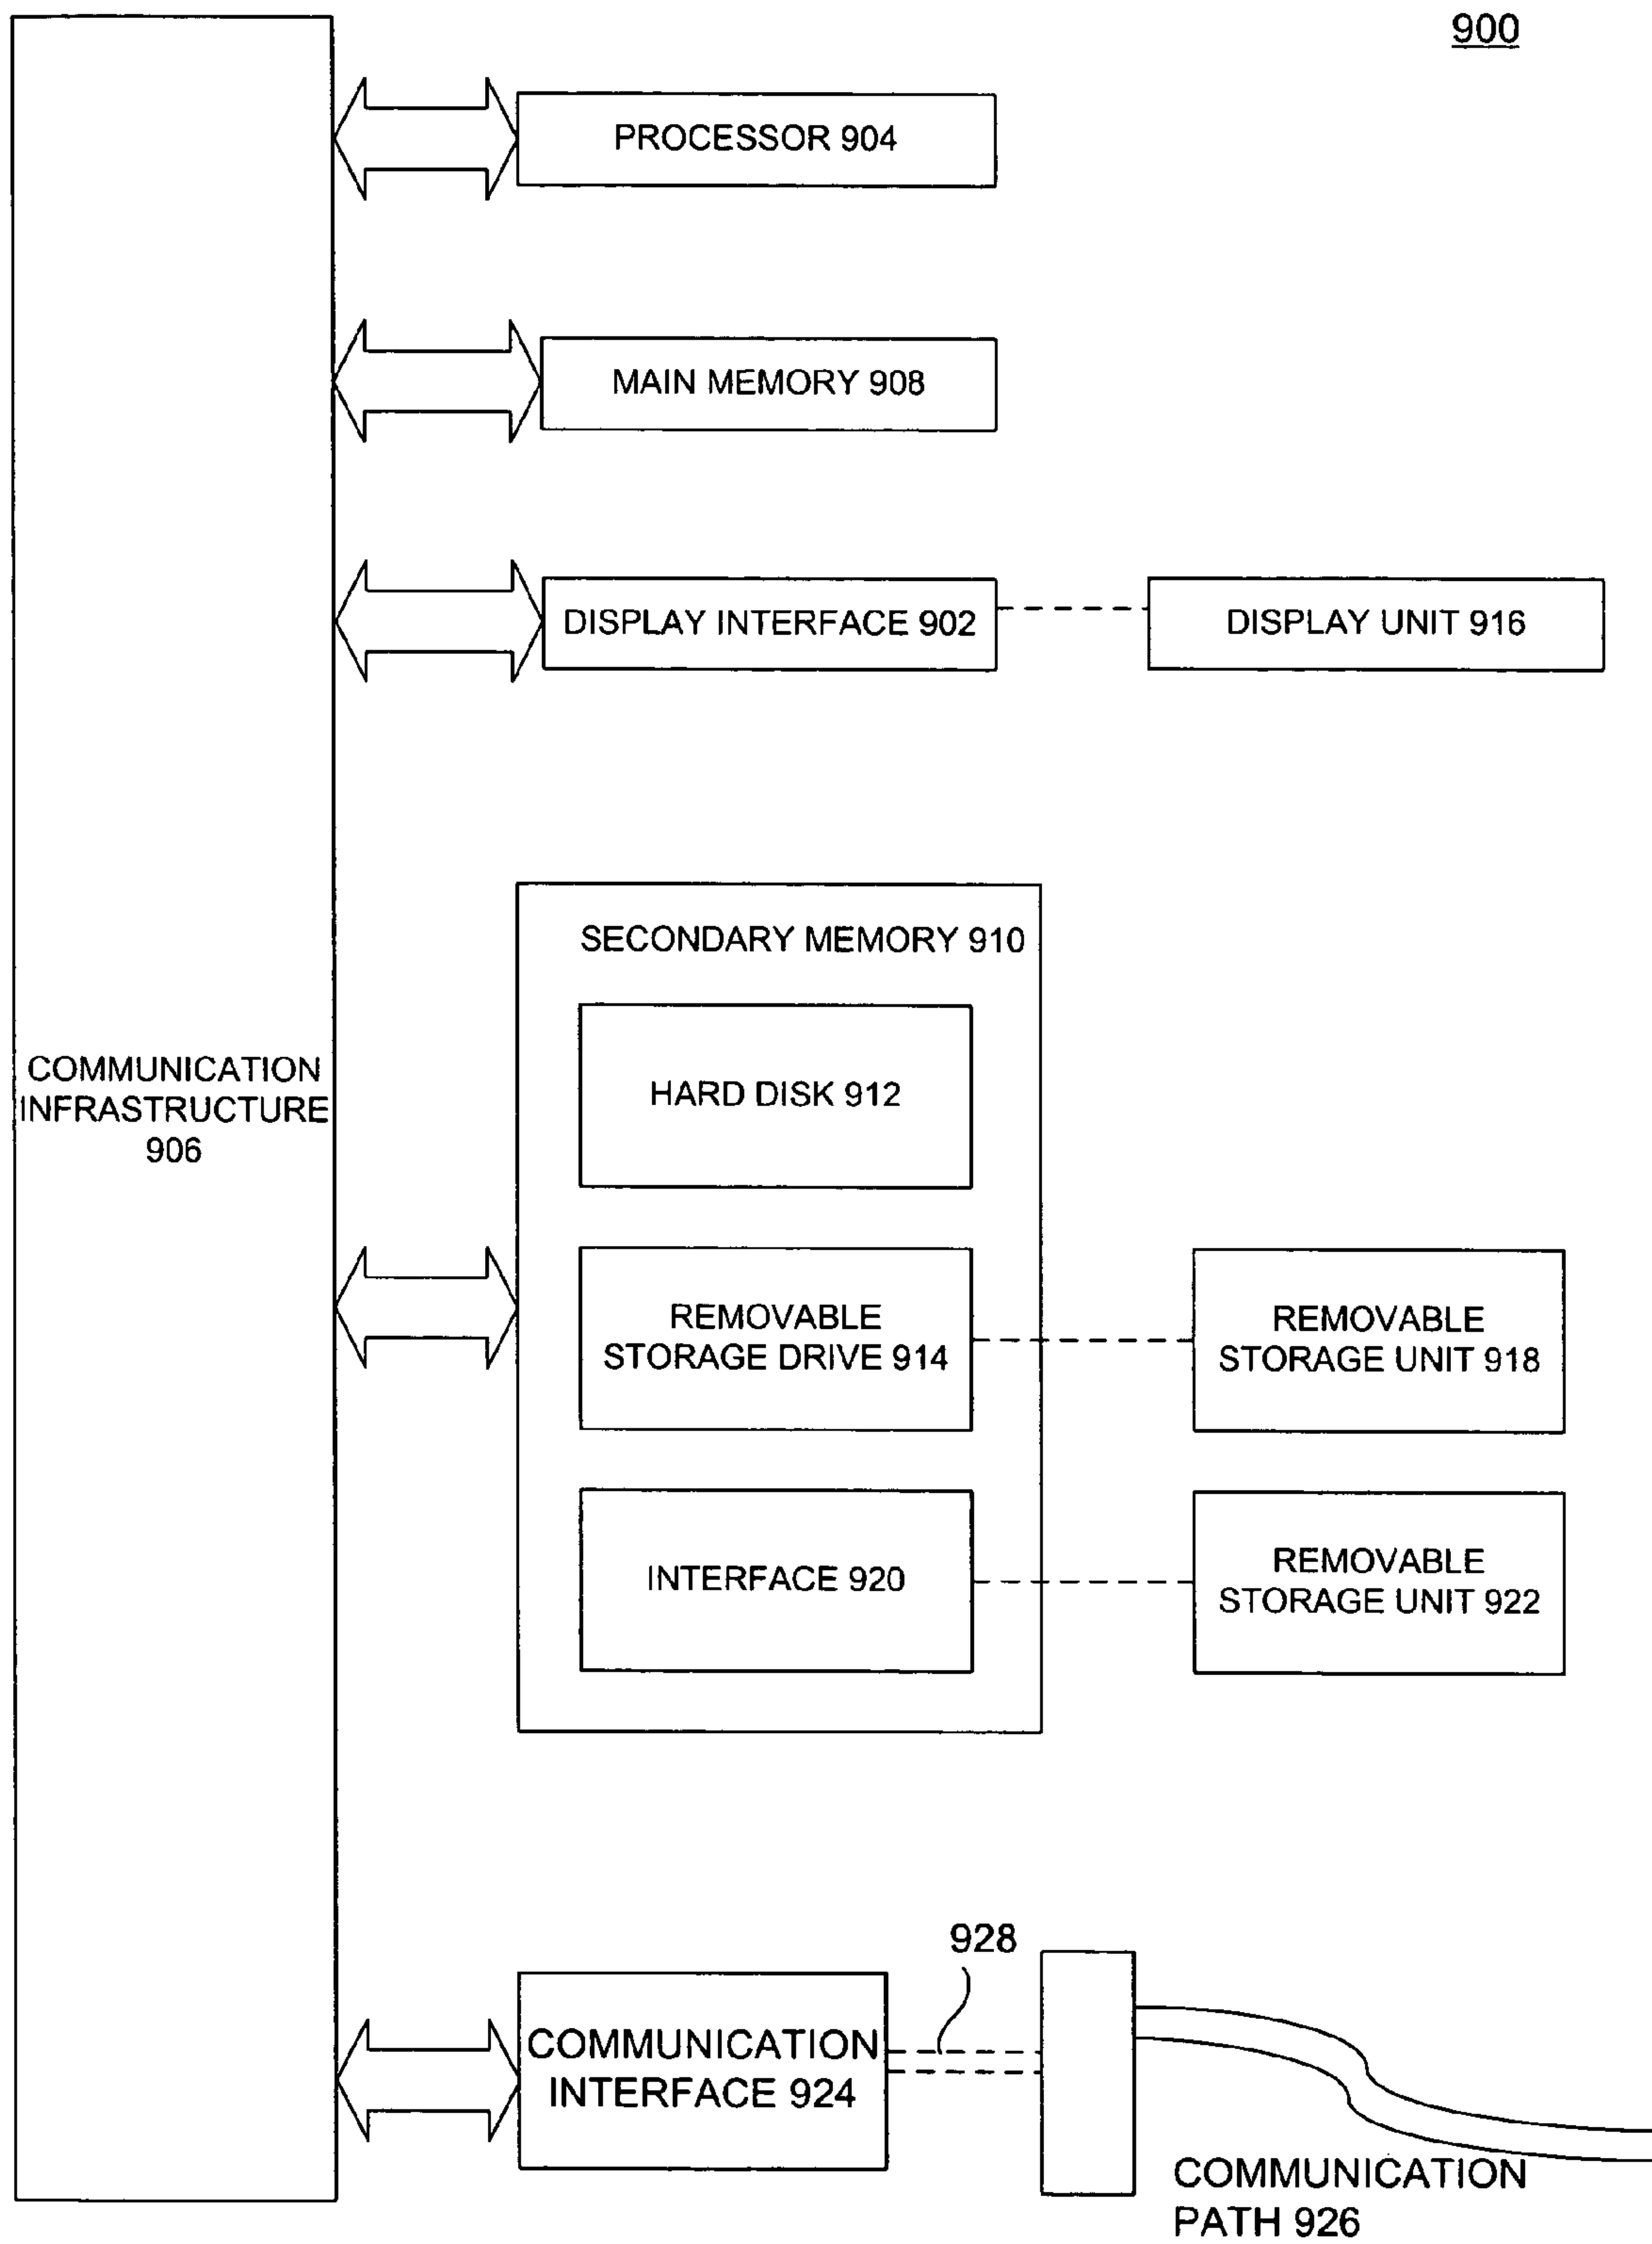 900
PROCESSOR 904
MAIN MEMORY 908
DISPLAY INTERFACE 902
DISPLAY UNIT 916
SECONDARY MEMORY 910
HARD DISK 912
COMMUNICATION
INFRASTRUCTURE
906
REMOVABLE
STORAGE DRIVE 914
REMOVABLE
STORAGE UNIT 918
INTERFACE 920
REMOVABLE
STORAGE UNIT 922
928
COMMUNICATION
INTERFACE 924
COMMUNICATION
PATH 926